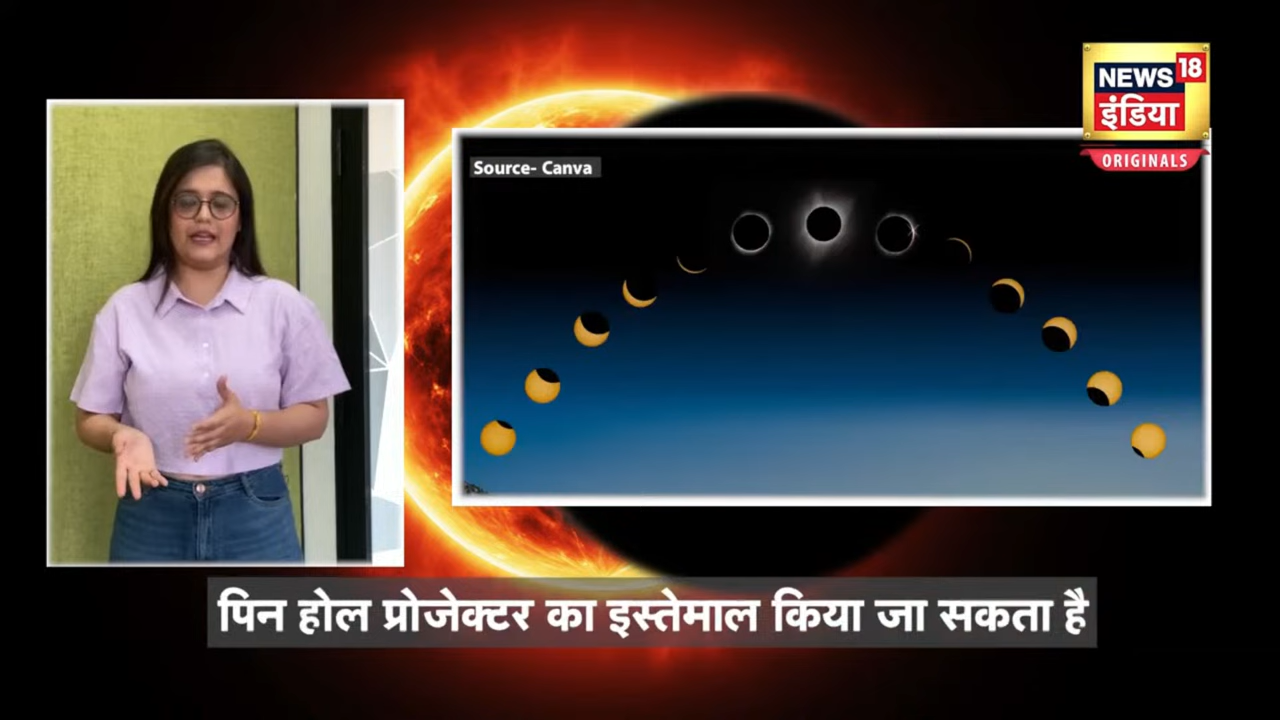 NEWS 18
इंडिया
ORIGINALS
Source- Canva
पिन होल प्रोजेक्टर का इस्तेमाल किया जा सकता है